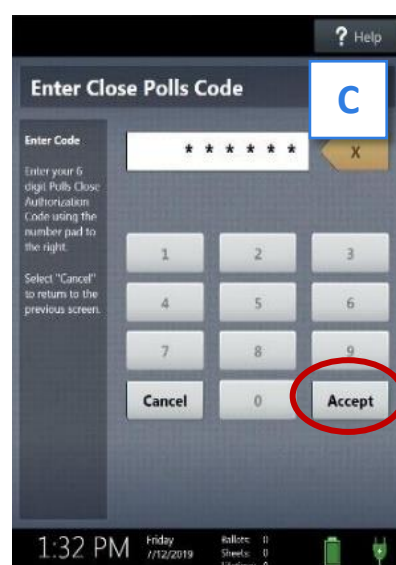 ? Help
Enter Close Polls Code
C
Enter Code
Enter your 6
digit Polls Close
Authorization
Code using the
number pad to
the right.
Select "Cancel"
to return to the
previous screen.
* * * * * *
X
1 2 3
4 5 6
7 8 9
Cancel 0 Accept
1:32 PM
Friday
7/12/2019
Ballots: 0
Sheets: 0